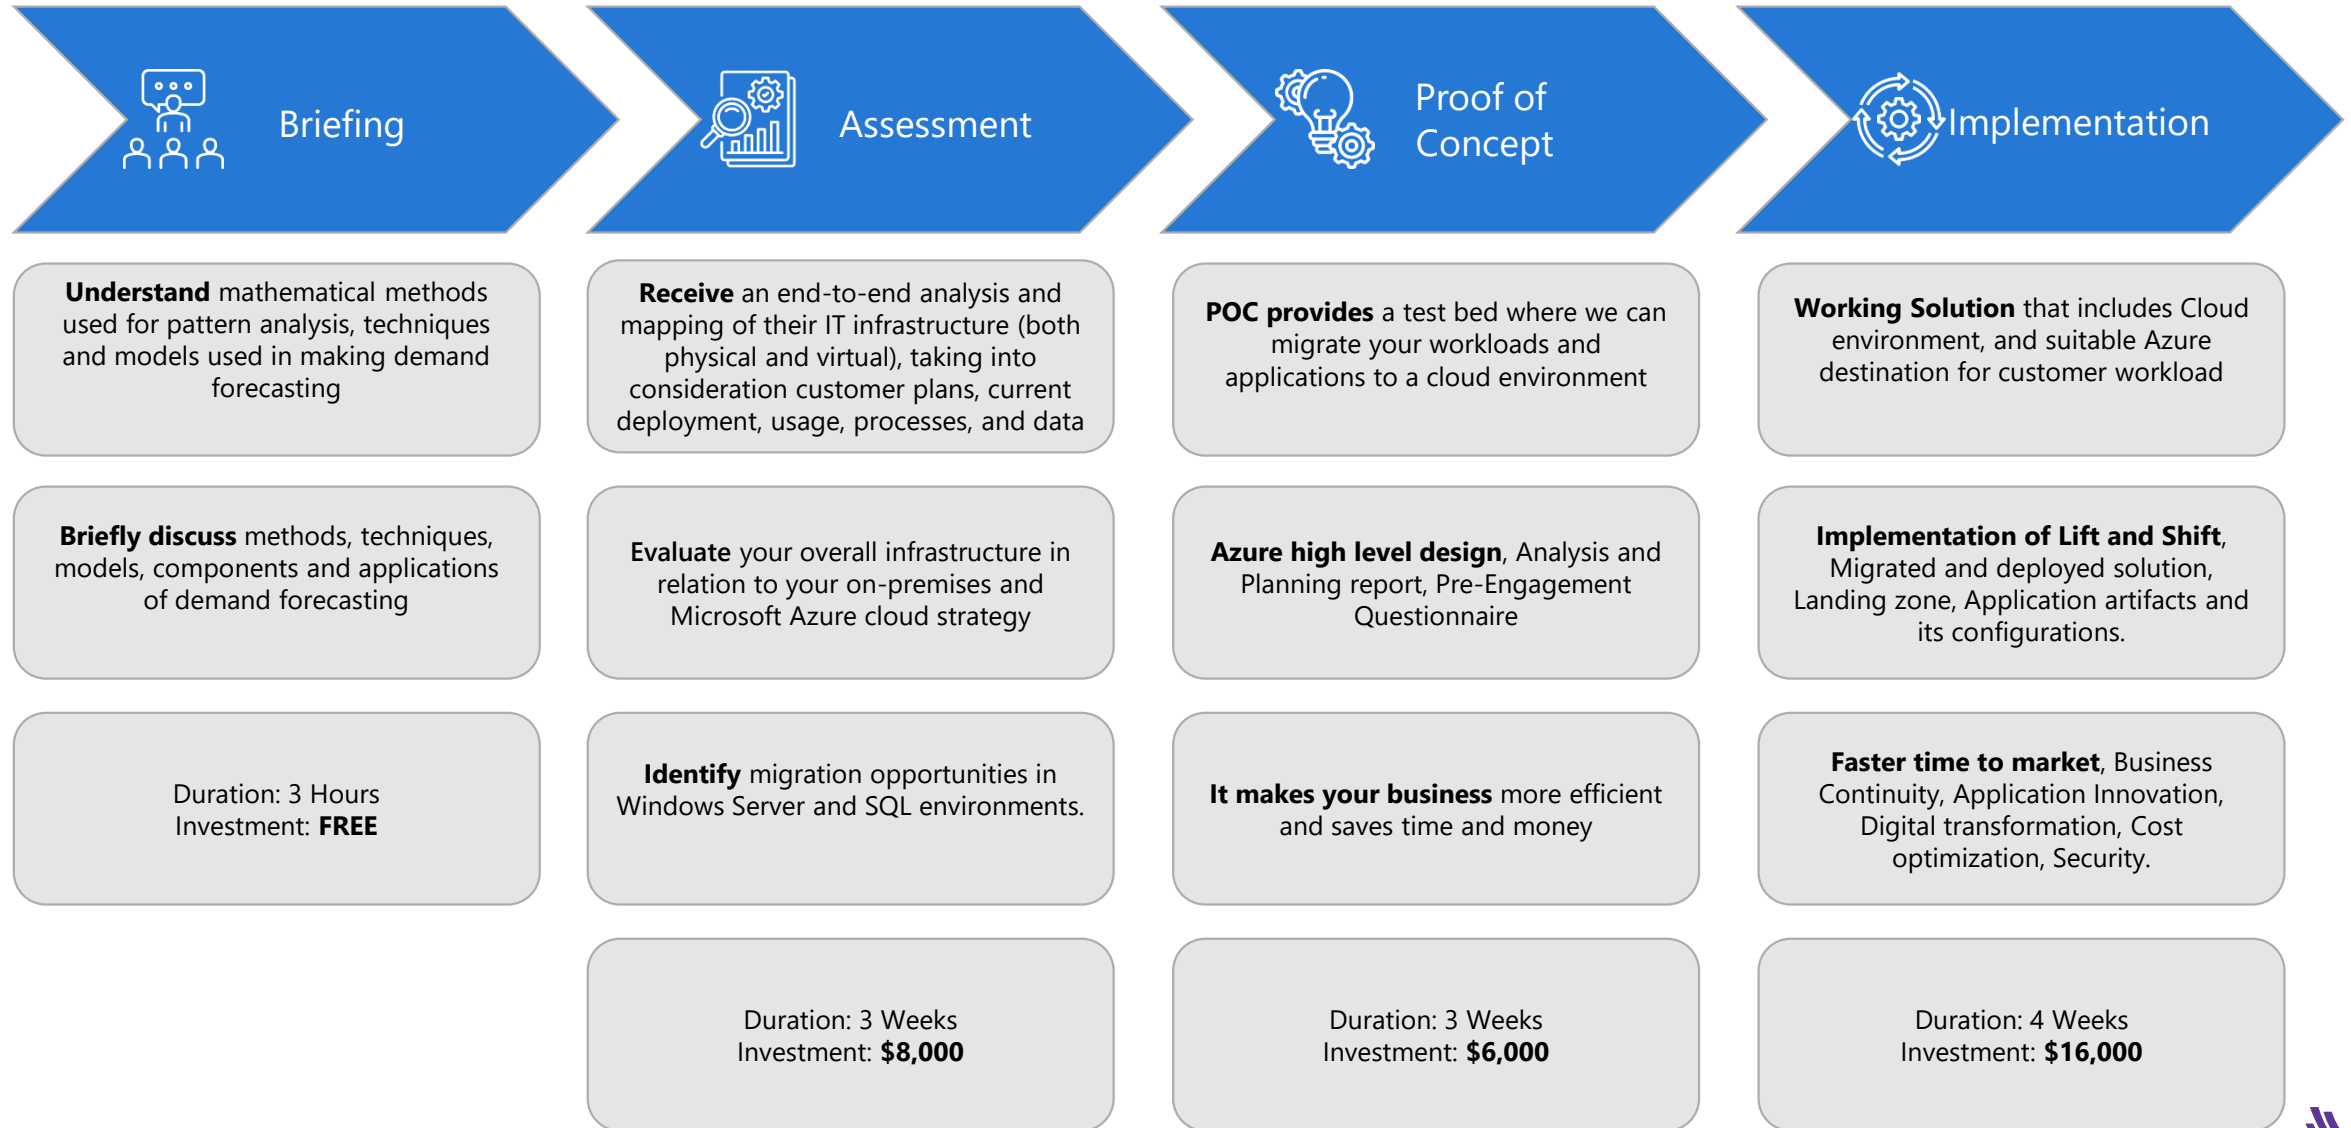 Briefing
Understand mathematical methods
used for pattern analysis, techniques
and models used in making demand
forecasting
Briefly discuss methods, techniques,
models, components and applications
of demand forecasting
Duration: 3 Hours
Investment: FREE
Assessment
Receive an end-to-end analysis and
mapping of their IT infrastructure (both
physical and virtual), taking into
consideration customer plans, current
deployment, usage, processes, and data
Evaluate your overall infrastructure in
relation to your on-premises and
Microsoft Azure cloud strategy
Identify migration opportunities in
Windows Server and SQL environments.
Duration: 3 Weeks
Investment: $8,000
Proof of
Concept
POC provides a test bed where we can
migrate your workloads and
applications to a cloud environment
Azure high level design, Analysis and
Planning report, Pre-Engagement
Questionnaire
It makes your business more efficient
and saves time and money
Duration: 3 Weeks
Investment: $6,000
Implementation
Working Solution that includes Cloud
environment, and suitable Azure
destination for customer workload
Implementation of Lift and Shift,
Migrated and deployed solution,
Landing zone, Application artifacts and
its configurations.
Faster time to market, Business
Continuity, Application Innovation,
Digital transformation, Cost
optimization, Security.
Duration: 4 Weeks
Investment: $16,000